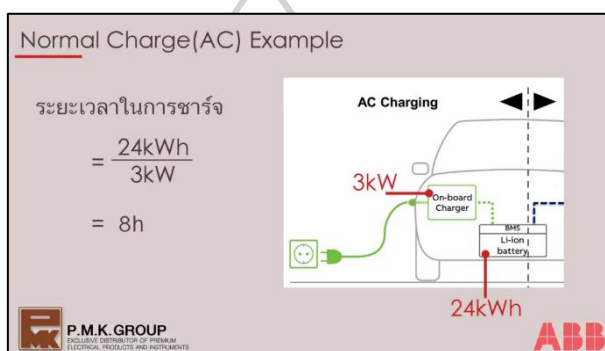 Normal Charge(AC) Example
ระยะเวลาในการชาร์จ
= 24kWh
3kW
= 8h
AC Charging
3kW
On-board
Charger
BMS
Li-ion
battery
24kWh
PMK
P.M.K.GROUP
EXCLUSIVE DISTRIBUTOR OF PREMIUM
ELECTRICAL PRODUCTS AND INSTRUMENTS
ABB